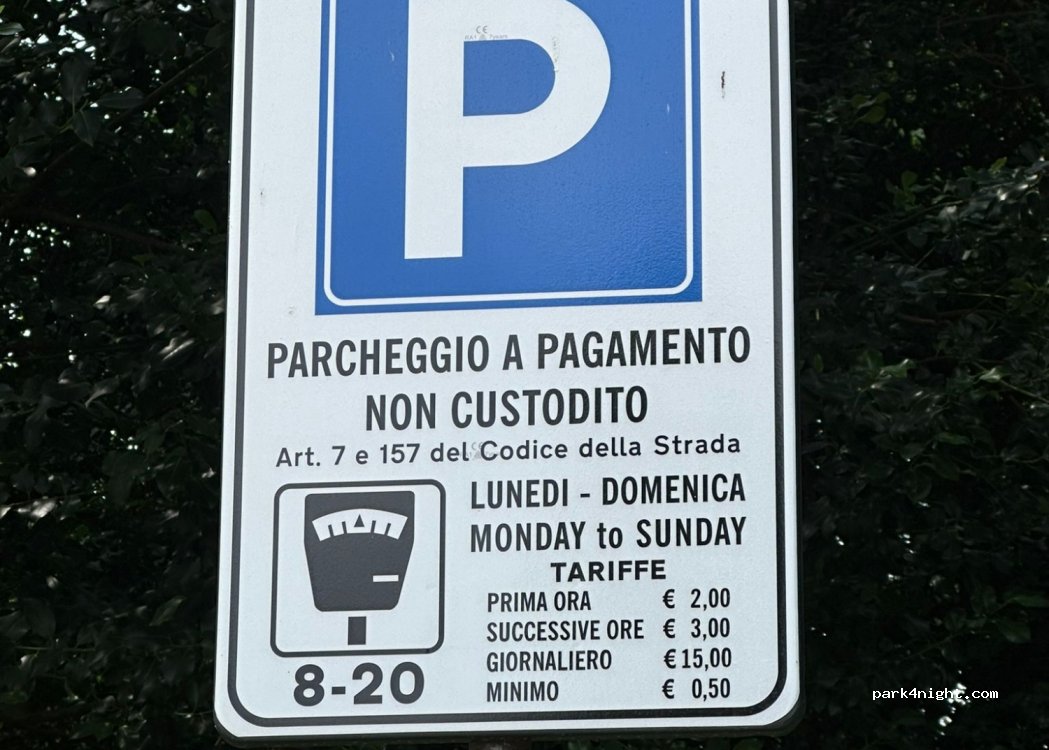 P
PARCHEGGIO A PAGAMENTO
NON CUSTODITO
Art. 7 e 157 del Codice della Strada
LUNEDI - DOMENICA
MONDAY to SUNDAY
TARIFFE
PRIMA ORA € 2,00
SUCCESSIVE ORE € 3,00
GIORNALIERO € 15,00
MINIMO € 0,50
8-20
park4night.com